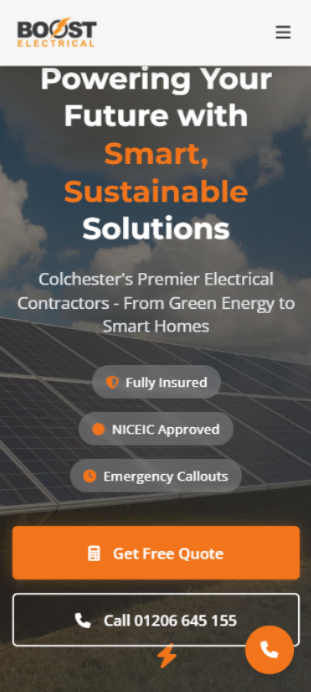 BOOST
ELECTRICAL
Powering Your
Future with
Smart,
Sustainable
Solutions
Colchester's Premier Electrical
Contractors - From Green Energy to
Smart Homes
Fully Insured
NICEIC Approved
Emergency Callouts
Get Free Quote
Call 01206 645 155